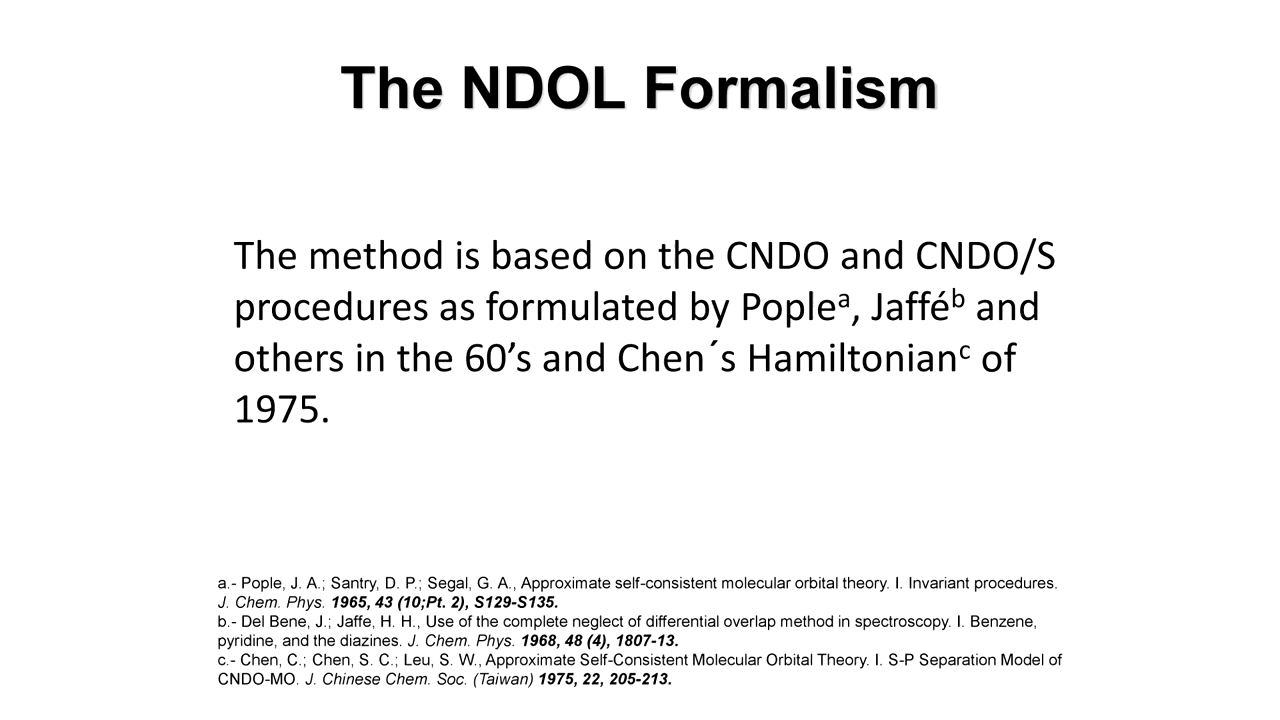 The NDOL Formalism
The method is based on the CNDO and CNDO/S
procedures as formulated by Popleᵃ, Jafféᵇ and
others in the 60’s and Chen´s Hamiltonianᶜ of
1975.
a.- Pople, J. A.; Santry, D. P.; Segal, G. A., Approximate self-consistent molecular orbital theory. I. Invariant procedures.
J. Chem. Phys. 1965, 43 (10;Pt. 2), S129-S135.
b.- Del Bene, J.; Jaffe, H. H., Use of the complete neglect of differential overlap method in spectroscopy. I. Benzene,
pyridine, and the diazines. J. Chem. Phys. 1968, 48 (4), 1807-13.
c.- Chen, C.; Chen, S. C.; Leu, S. W., Approximate Self-Consistent Molecular Orbital Theory. I. S-P Separation Model of
CNDO-MO. J. Chinese Chem. Soc. (Taiwan) 1975, 22, 205-213.